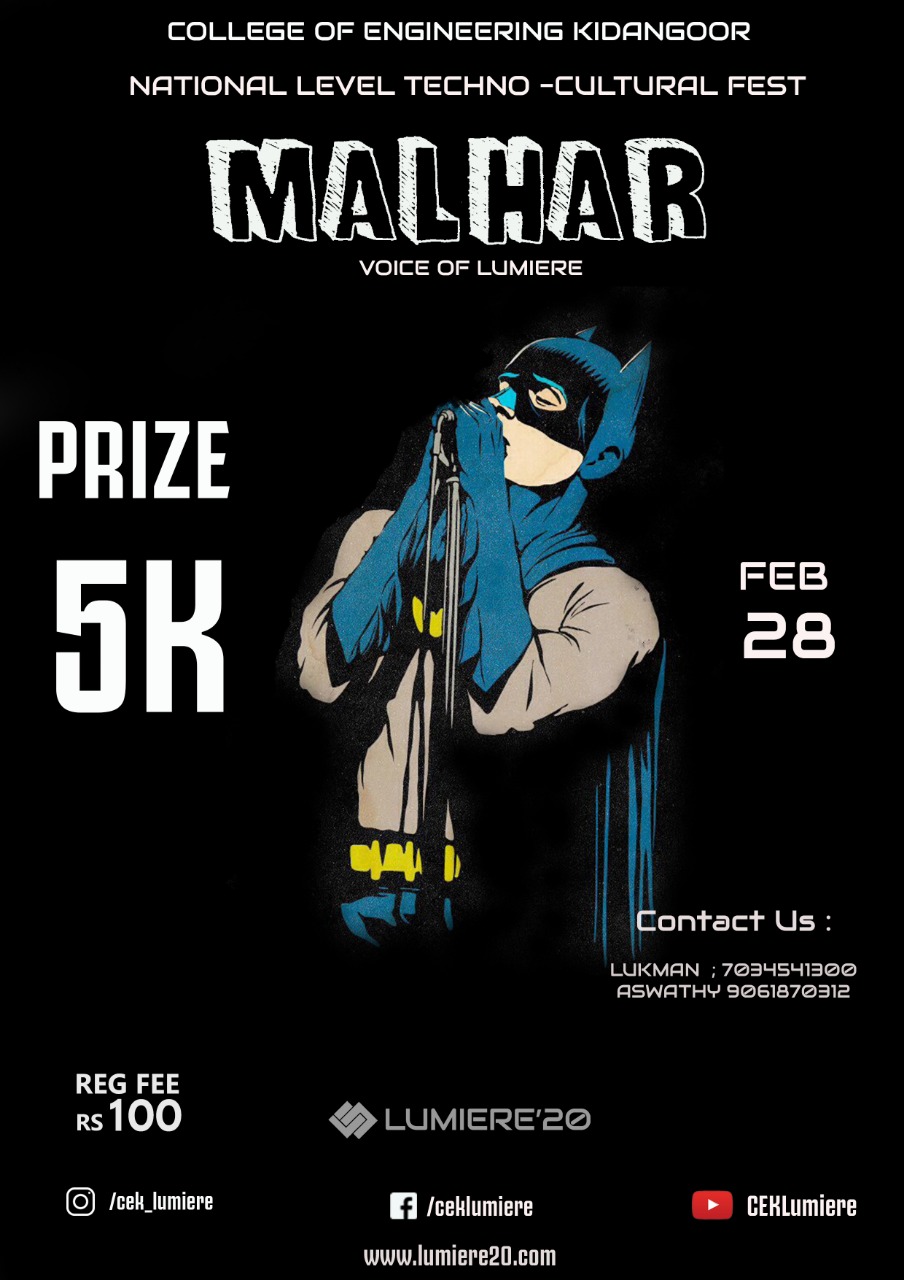 COLLEGE OF ENGINEERING KIDANGOOR
NATIONAL LEVEL TECHNO -CULTURAL FEST
MALHAR
VOICE OF LUMIERE
PRIZE
5K
FEB
28
Contact Us :
LUKMAN ; 7034541300
ASWATHY 9061870312
REG FEE
RS 100
LUMIERE'20
/cek_lumiere
/ceklumiere
CEKLumiere
www.lumiere20.com